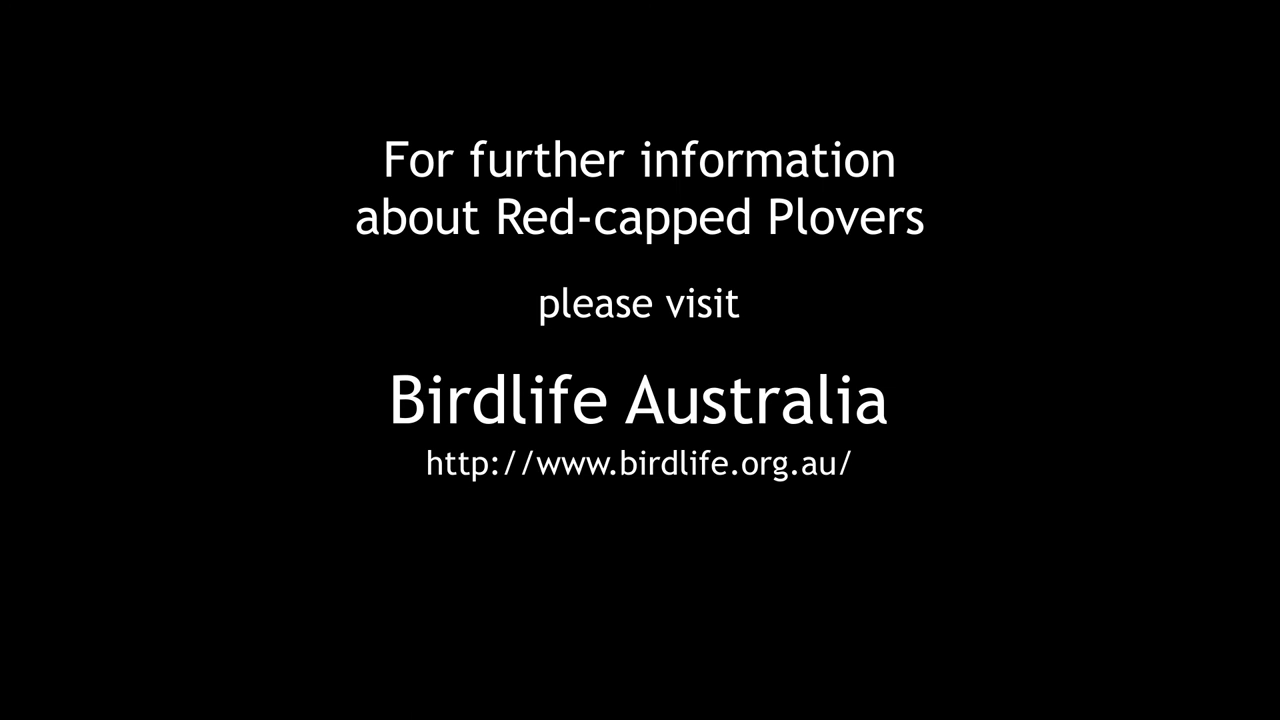 For further information
about Red-capped Plovers
please visit
Birdlife Australia
http://www.birdlife.org.au/